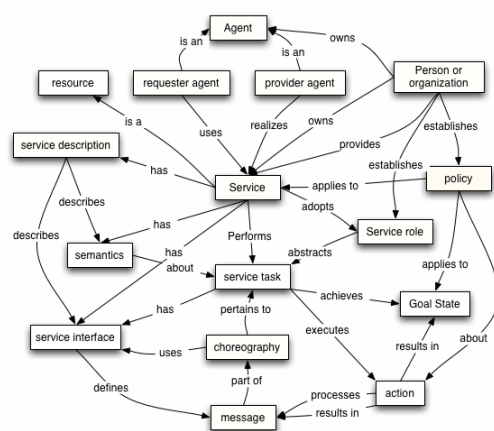 Agent
is an
is an
owns
resource
requester agent
provider agent
Person or
organization
is a
uses
realizes
owns
provides
establishes
service description
has
establishes
Service
applies to
policy
describes
adopts
describes
has
Performs
Service role
semantics
has
about
abstracts
applies to
service task
achieves
Goal State
has
pertains to
executes
service interface
uses
choreography
results in
about
defines
part of
processes
action
message
results in